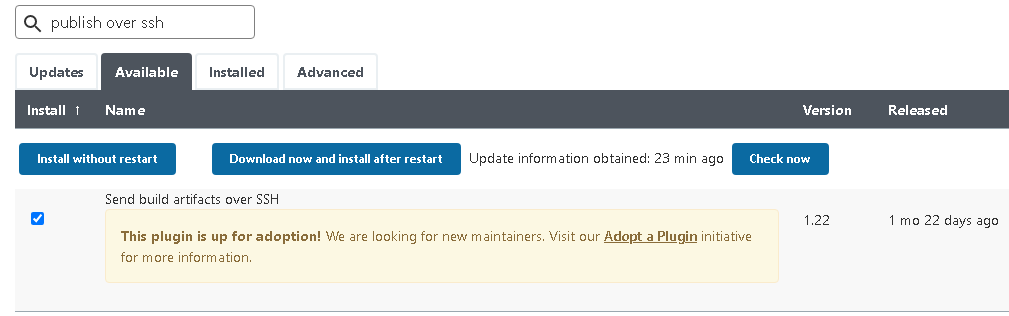 publish over ssh
Updates Available Installed Advanced
Install ↑ Name Version Released
Install without restart Download now and install after restart Update information obtained: 23 min ago Check now
Send build artifacts over SSH
This plugin is up for adoption! We are looking for new maintainers. Visit our Adopt a Plugin initiative
for more information.
1.22 1 mo 22 days ago